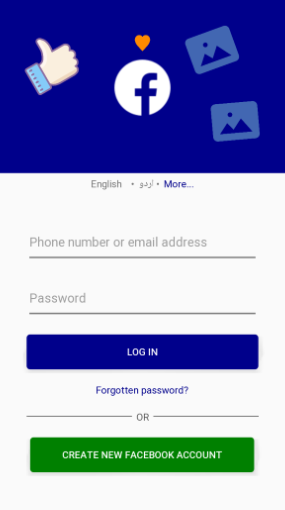 English • اردو • More...
Phone number or email address
Password
LOG IN
Forgotten password?
OR
CREATE NEW FACEBOOK ACCOUNT